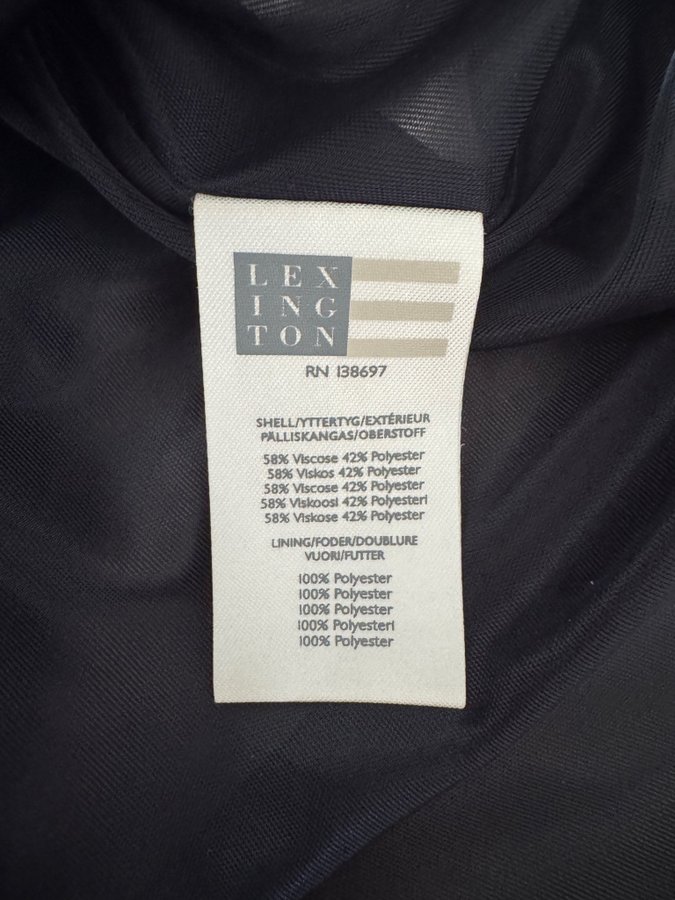 LEX
ING
TON
RN 138697
SHELL/YTTERTYG/EXTÉRIEUR
PÄLLISKANGAS/OBERSTOFF
58% Viscose 42% Polyester
58% Viskos 42% Polyester
58% Viscose 42% Polyester
58% Viskoosi 42% Polyesteri
58% Viskose 42% Polyester
LINING/FODER/DOUBLURE
VUORI/FUTTER
100% Polyester
100% Polyester
100% Polyester
100% Polyesteri
100% Polyester